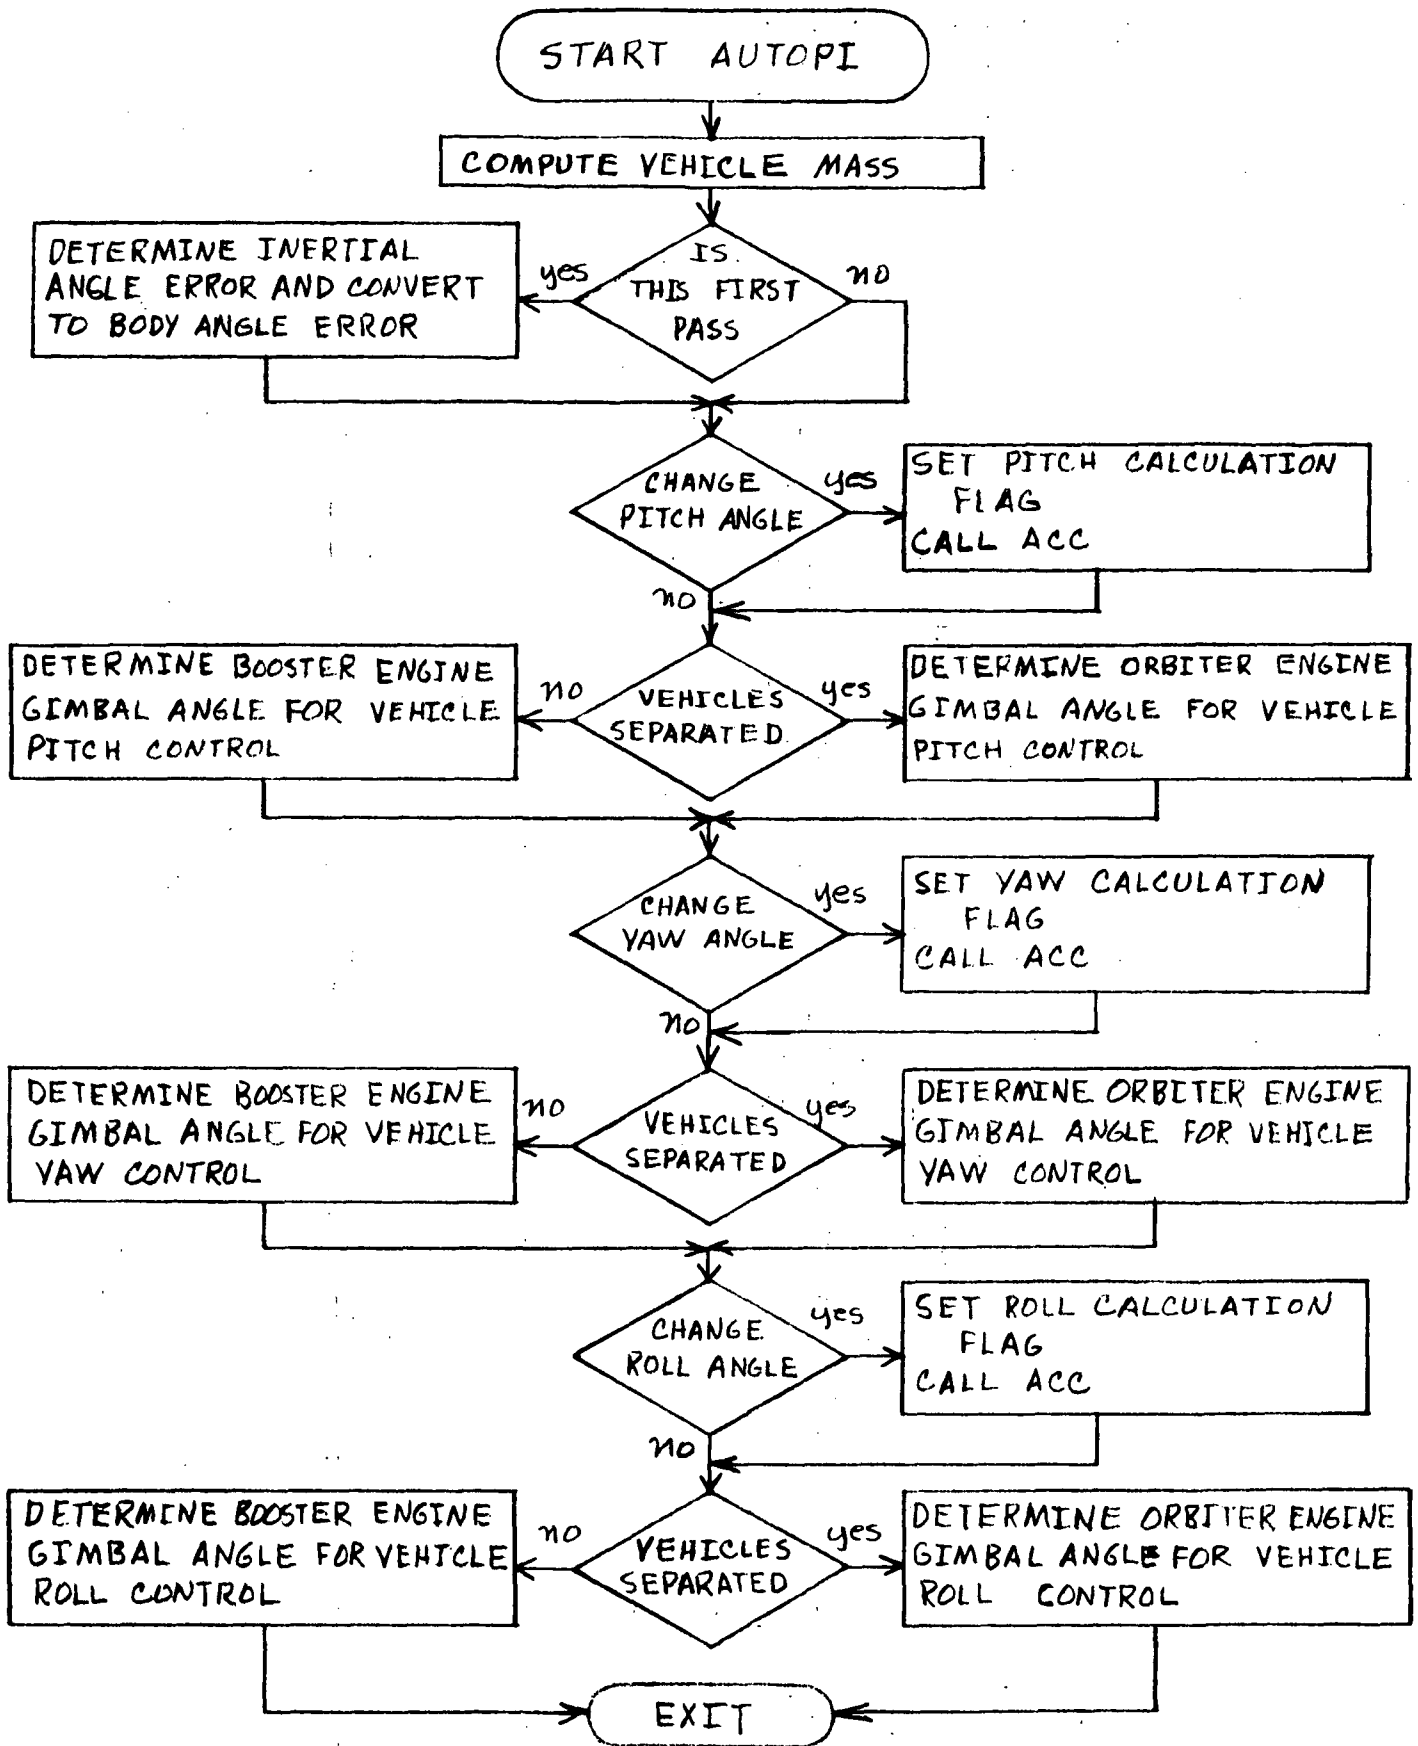 START AUTOPI
COMPUTE VEHICLE MASS
DETERMINE INERTIAL
ANGLE ERROR AND CONVERT
TO BODY ANGLE ERROR
yes
IS
THIS FIRST
PASS
no
CHANGE
PITCH ANGLE
yes
SET PITCH CALCULATION
FLAG
CALL ACC
no
DETERMINE BOOSTER ENGINE
GIMBAL ANGLE FOR VEHICLE
PITCH CONTROL
no
VEHICLES
SEPARATED
yes
DETERMINE ORBITER ENGINE
GIMBAL ANGLE FOR VEHICLE
PITCH CONTROL
CHANGE
YAW ANGLE
yes
SET YAW CALCULATION
FLAG
CALL ACC
no
DETERMINE BOOSTER ENGINE
GIMBAL ANGLE FOR VEHICLE
YAW CONTROL
no
VEHICLES
SEPARATED
yes
DETERMINE ORBITER ENGINE
GIMBAL ANGLE FOR VEHICLE
YAW CONTROL
CHANGE
ROLL ANGLE
yes
SET ROLL CALCULATION
FLAG
CALL ACC
no
DETERMINE BOOSTER ENGINE
GIMBAL ANGLE FOR VEHICLE
ROLL CONTROL
no
VEHICLES
SEPARATED
yes
DETERMINE ORBITER ENGINE
GIMBAL ANGLE FOR VEHICLE
ROLL CONTROL
EXIT